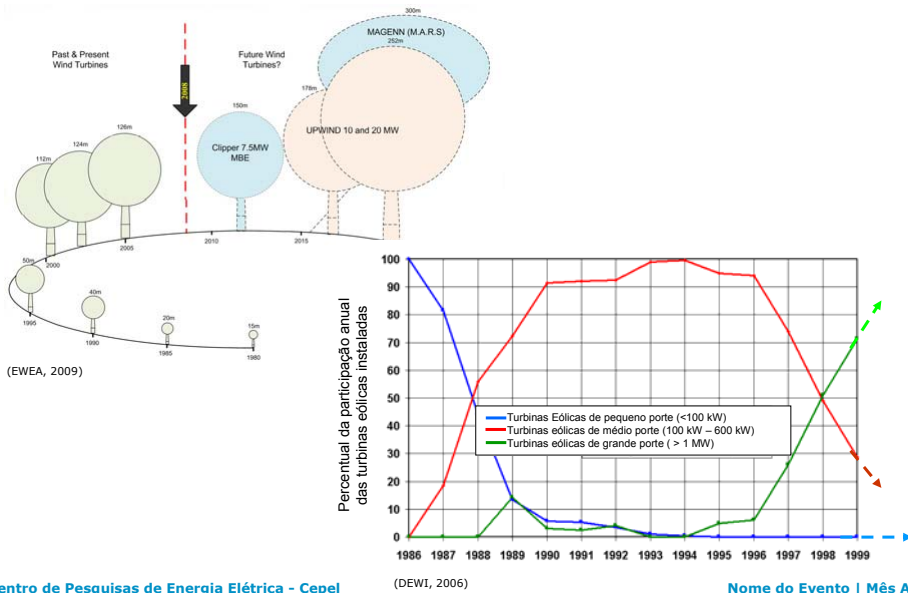 300m
MAGENN (M.A.R.S)
252m
Past & Present
Wind Turbines
Future Wind
Turbines?
2008
178m
150m
UPWIND 10 and 20 MW
Clipper 7.5MW
MBE
126m
124m
112m
2000
2005
2010
2015
50m
40m
20m
15m
1995
1990
1985
1980
(EWEA, 2009)
Percentual da participação anual
das turbinas eólicas instaladas
100
90
80
70
60
50
40
30
20
10
0
Turbinas Eólicas de pequeno porte (<100 kW)
Turbinas eólicas de médio porte (100 kW – 600 kW)
Turbinas eólicas de grande porte ( > 1 MW)
1986 1987 1988 1989 1990 1991 1992 1993 1994 1995 1996 1997 1998 1999
(DEWI, 2006)
entro de Pesquisas de Energia Elétrica - Cepel
Nome do Evento | Mês A